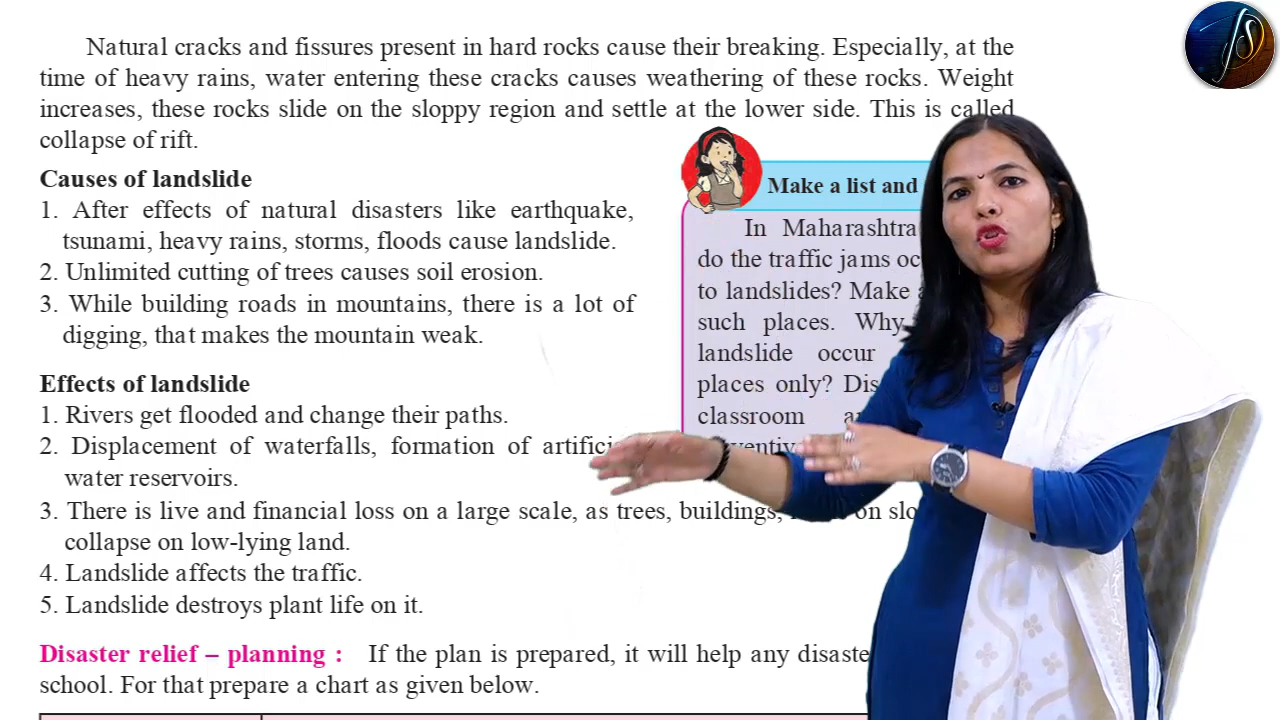 Natural cracks and fissures present in hard rocks cause their breaking. Especially, at the
time of heavy rains, water entering these cracks causes weathering of these rocks. Weight
increases, these rocks slide on the sloppy region and settle at the lower side. This is called
collapse of rift.
Causes of landslide
1. After effects of natural disasters like earthquake,
tsunami, heavy rains, storms, floods cause landslide.
2. Unlimited cutting of trees causes soil erosion.
3. While building roads in mountains, there is a lot of
digging, that makes the mountain weak.
Make a list and
In Maharashtra
do the traffic jams
to landslides? Make
such places. Why
landslide occur
places only?
classroom
Effects of landslide
1. Rivers get flooded and change their paths.
2. Displacement of waterfalls, formation of
water reservoirs.
3. There is live and financial loss on a large scale, as trees, buildings, on
collapse on low-lying land.
4. Landslide affects the traffic.
5. Landslide destroys plant life on it.
Disaster relief – planning : If the plan is prepared, it will help any
school. For that prepare a chart as given below.